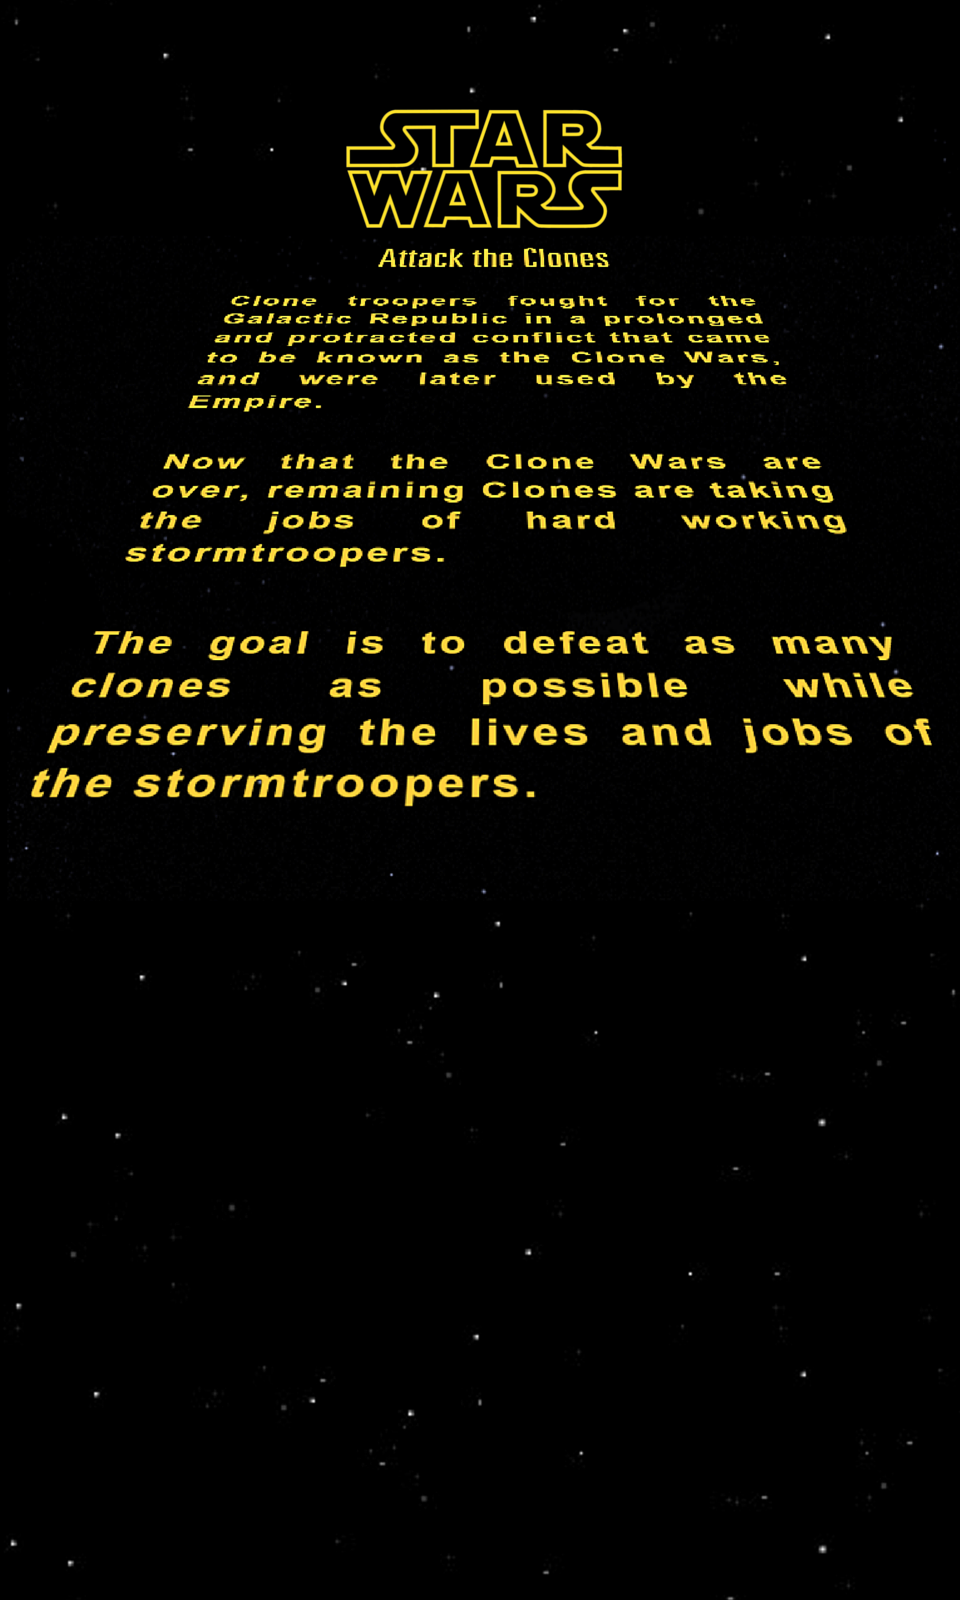 STAR
WARS
Attack the Clones
Clone troopers fought for the
Galactic Republic in a prolonged
and protracted conflict that came
to be known as the Clone Wars,
and were later used by the
Empire.
Now that the Clone Wars are
over, remaining Clones are taking
the jobs of hard working
stormtroopers.
The goal is to defeat as many
clones as possible while
preserving the lives and jobs of
the stormtroopers.